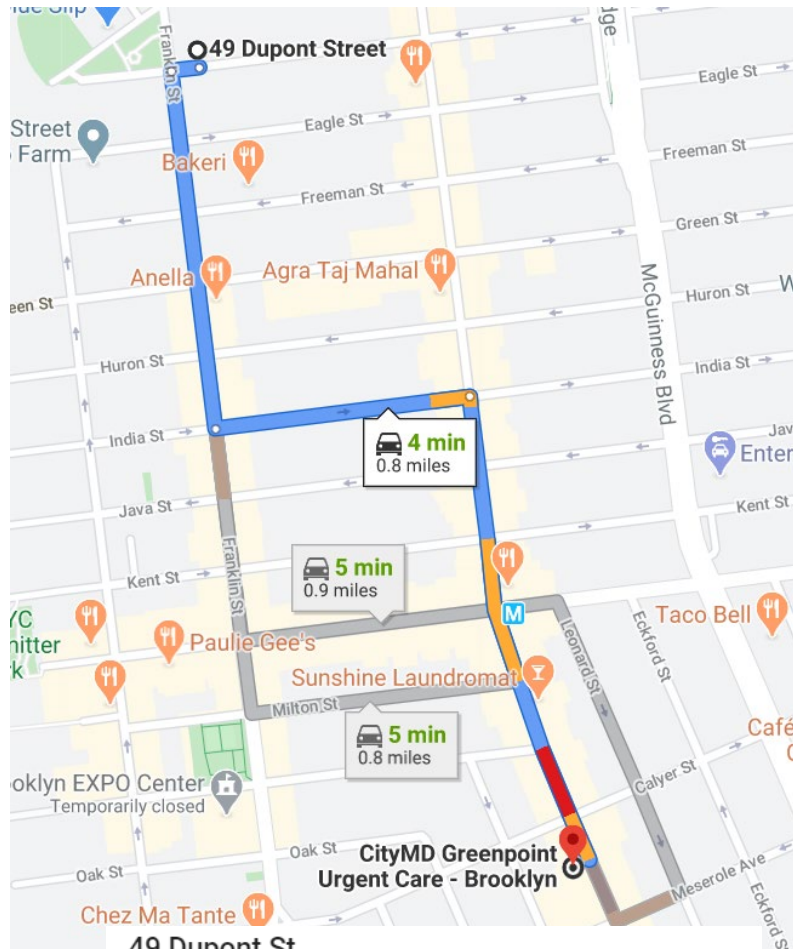 49 Dupont Street
Franklin St
Eagle St
Eagle St
Street
Farm
Bakeri
Freeman St
Freeman St
Green St
Anella
Agra Taj Mahal
Huron St
McGuinness Blvd
Huron St
India St
India St
4 min
0.8 miles
Java St
Enter
Kent St
Kent St
Franklin St
5 min
0.9 miles
M
Taco Bell
Eckford St
Leonard St
Paulie Gee's
Sunshine Laundromat
Milton St
5 min
0.8 miles
Café
Calyer St
oklyn EXPO Center
Temporarily closed
Oak St
Oak St
CityMD Greenpoint
Urgent Care - Brooklyn
Meserole Ave
Eckford St
Chez Ma Tante
49 Dupont St